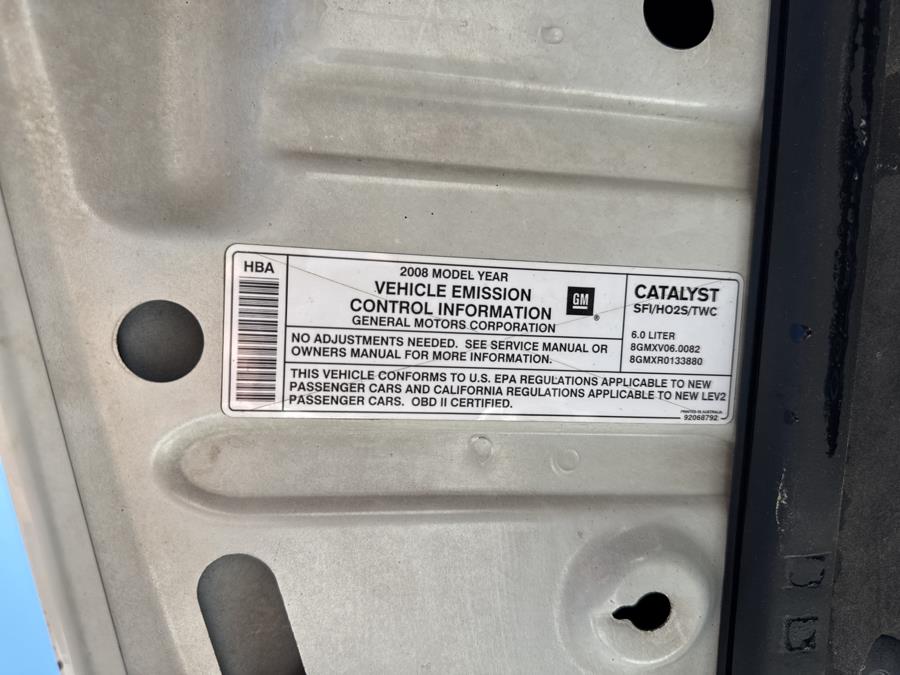 HBA
2008 MODEL YEAR
VEHICLE EMISSION
CONTROL INFORMATION
GENERAL MOTORS CORPORATION
GM
®
CATALYST
SFI/HO2S/TWC
6.0 LITER
8GMXV06.0082
8GMXR0133880
NO ADJUSTMENTS NEEDED. SEE SERVICE MANUAL OR
OWNERS MANUAL FOR MORE INFORMATION.
THIS VEHICLE CONFORMS TO U.S. EPA REGULATIONS APPLICABLE TO NEW
PASSENGER CARS AND CALIFORNIA REGULATIONS APPLICABLE TO NEW LEV2
PASSENGER CARS. OBD II CERTIFIED.
PRINTED IN AUSTRALIA
92068792